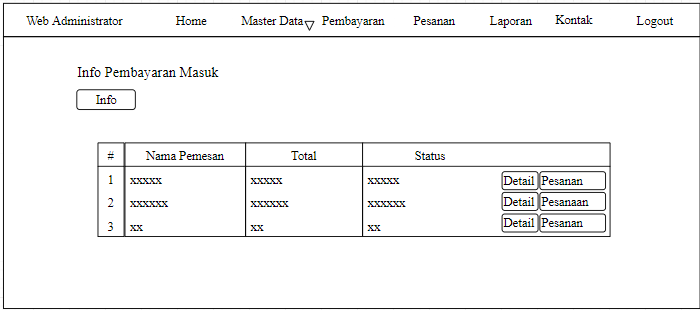 Web Administrator Home Master Data Pembayaran Pesanan Laporan Kontak Logout
Info Pembayaran Masuk
Info
# Nama Pemesan Total Status
1 xxxxx xxxxx xxxxx Detail Pesanan
2 xxxxxx xxxxxx xxxxxx Detail Pesanaan
3 xx xx xx Detail Pesanan